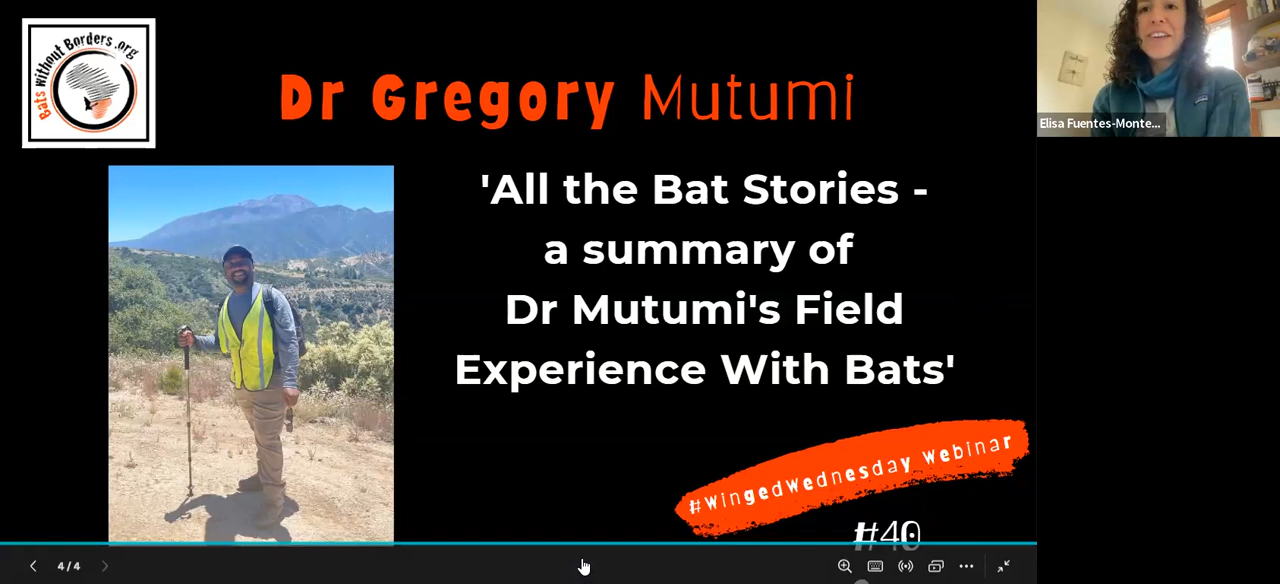 Bats Without Borders.org
Dr Gregory Mutumi
Elisa Fuentes-Monte...
'All the Bat Stories -
a summary of
Dr Mutumi's Field
Experience With Bats'
#WingedWednesday Webinar
#40
4/4